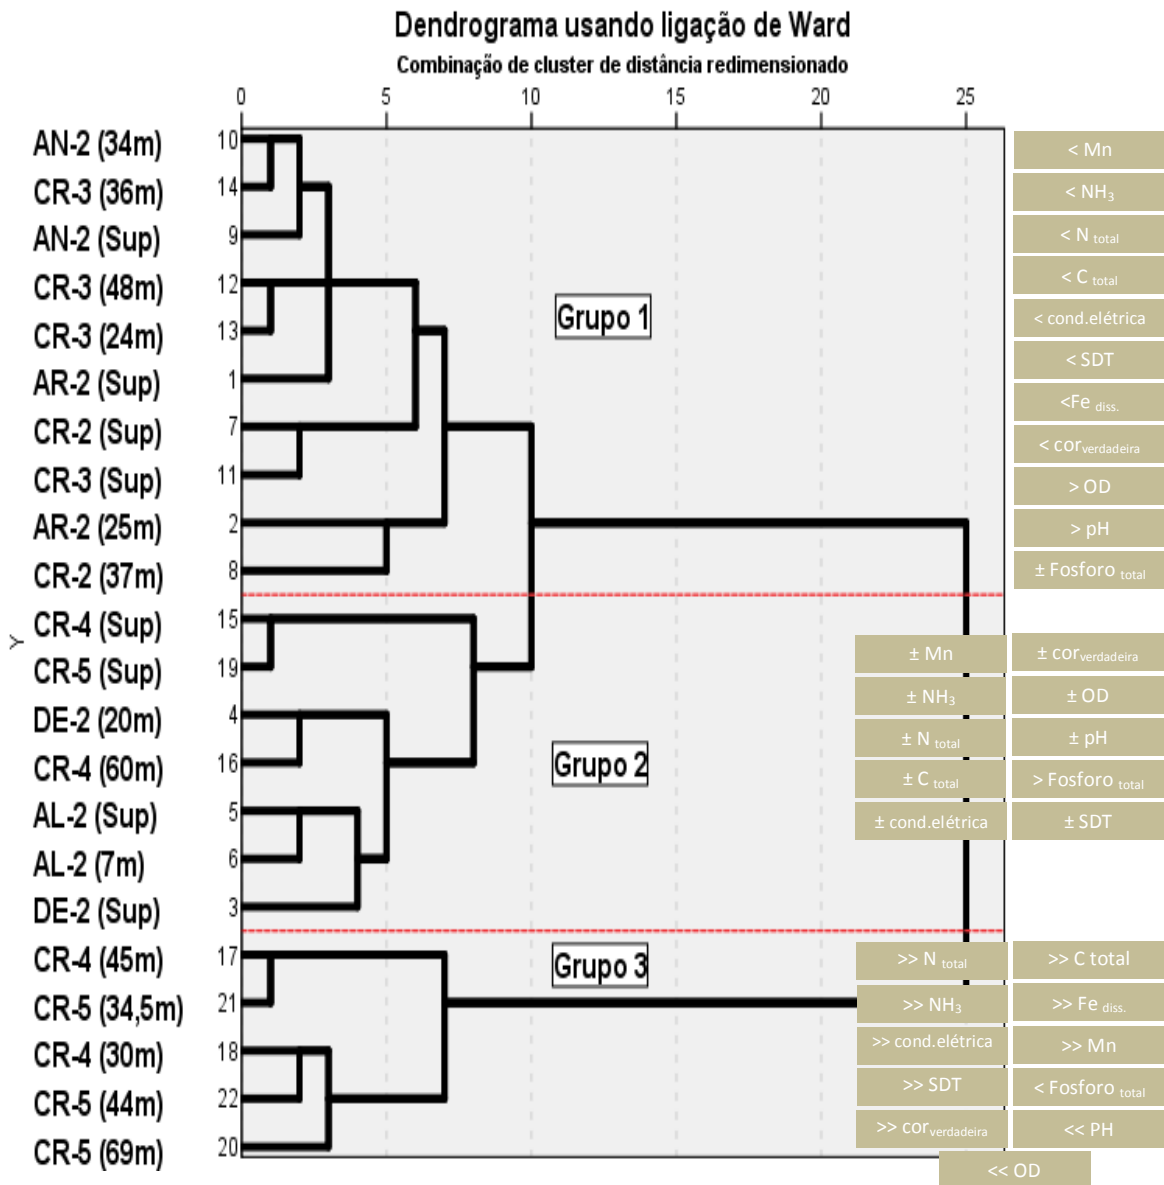 Dendrograma usando ligação de Ward
Combinação de cluster de distância redimensionado
0 5 10 15 20 25
AN-2 (34m) 10 < Mn
CR-3 (36m) 14 < NH₃
AN-2 (Sup) 9 < N total
CR-3 (48m) 12 < C total
Grupo 1 < cond.elétrica
CR-3 (24m) 13 < SDT
AR-2 (Sup) 1 <Fe diss.
CR-2 (Sup) 7 < cor verdadeira
CR-3 (Sup) 11 > OD
AR-2 (25m) 2 > pH
CR-2 (37m) 8 ± Fosforo total
CR-4 (Sup) 15
Y
± Mn ± cor verdadeira
CR-5 (Sup) 19
± NH₃ ± OD
DE-2 (20m) 4
± N total ± pH
CR-4 (60m) 16 Grupo 2 ± C total > Fosforo total
AL-2 (Sup) 5 ± cond.elétrica ± SDT
AL-2 (7m) 6
DE-2 (Sup) 3
CR-4 (45m) 17 Grupo 3 >> N total >> C total
CR-5 (34,5m) 21 >> NH₃ >> Fe diss.
CR-4 (30m) 18 >> cond.elétrica >> Mn
CR-5 (44m) 22 >> SDT < Fosforo total
CR-5 (69m) 20 >> cor verdadeira << PH
<< OD